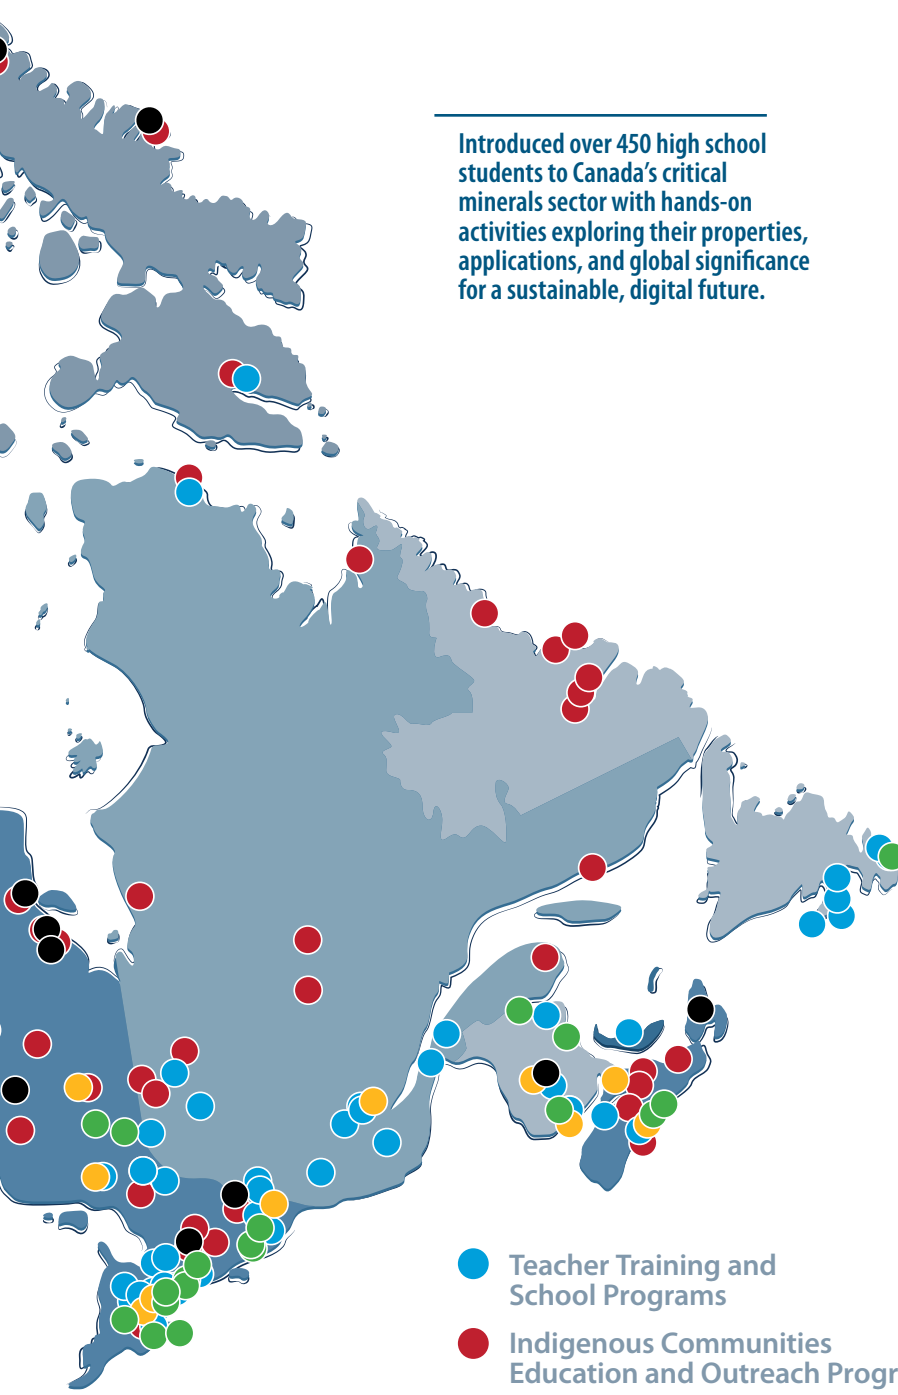 Introduced over 450 high school
students to Canada's critical
minerals sector with hands-on
activities exploring their properties,
applications, and global significance
for a sustainable, digital future.
Teacher Training and
School Programs
Indigenous Communities
Education and Outreach Progr